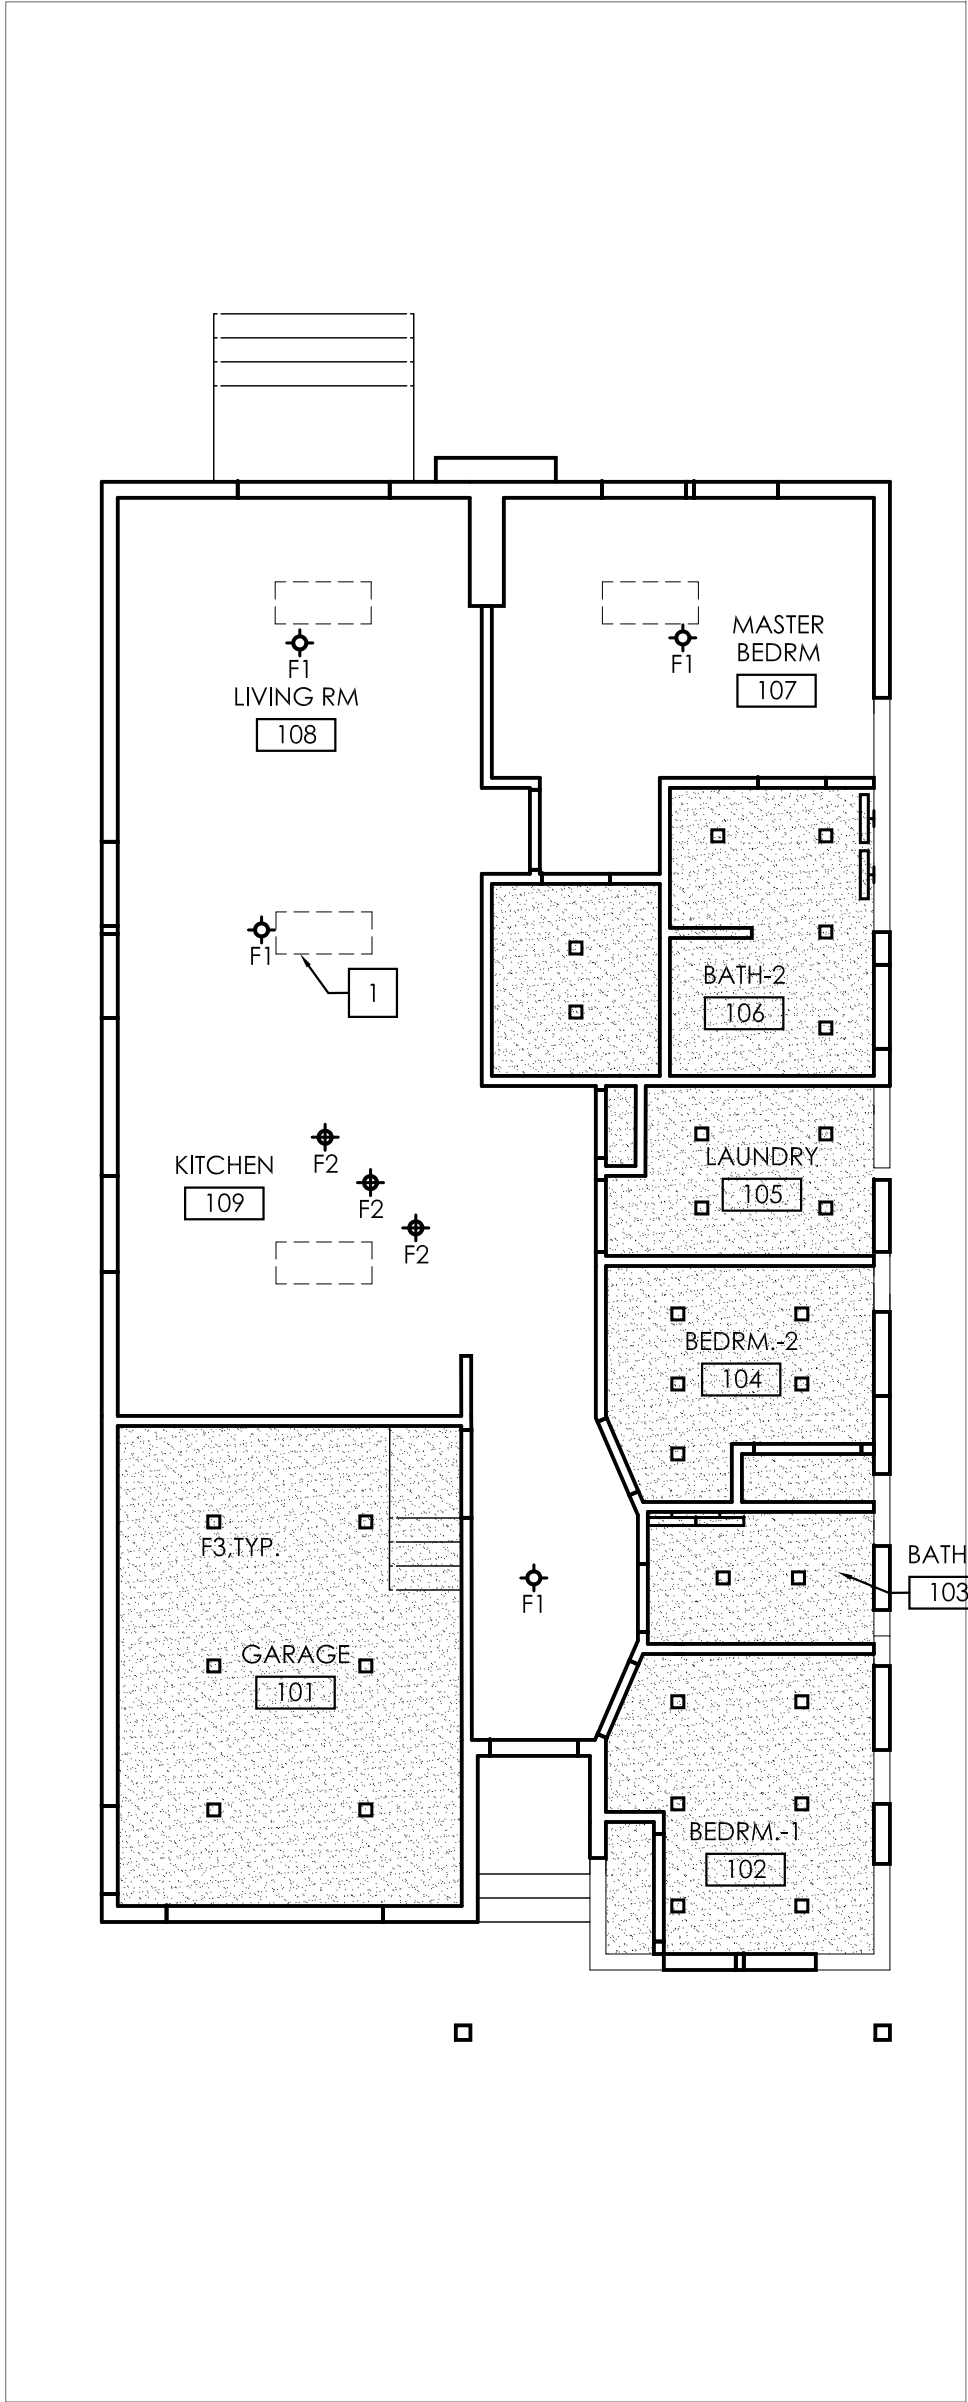 F1
LIVING RM
108
F1
MASTER
BEDRM
107
F1
1
BATH-2
106
KITCHEN
109
F2
F2
F2
LAUNDRY
105
BEDRM.-2
104
F3,TYP.
F1
BATH
103
GARAGE
101
BEDRM.-1
102